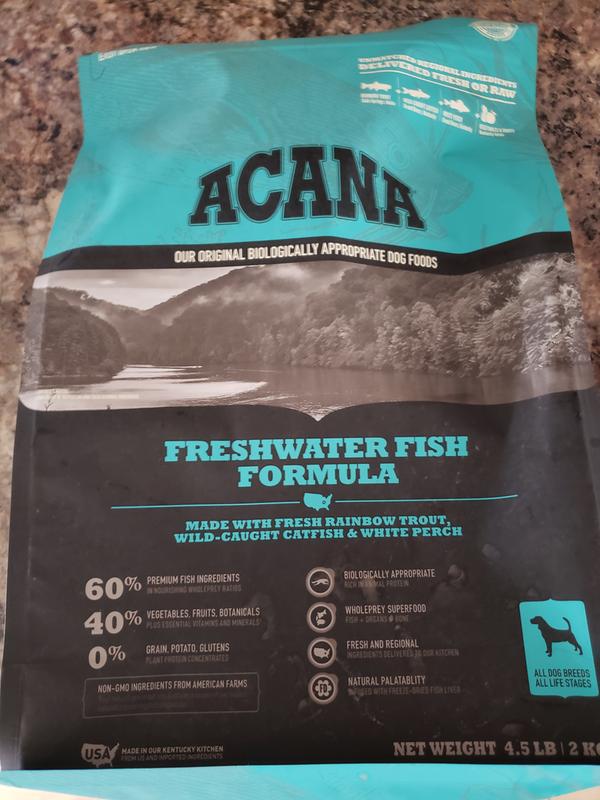 UNMATCHED REGIONAL INGREDIENTS
DELIVERED FRESH OR RAW
ACANA
OUR ORIGINAL BIOLOGICALLY APPROPRIATE DOG FOODS
FRESHWATER FISH
FORMULA
MADE WITH FRESH RAINBOW TROUT,
WILD-CAUGHT CATFISH & WHITE PERCH
60% PREMIUM FISH INGREDIENTS
IN NOURISHING WHOLEPREY RATIOS
40% VEGETABLES, FRUITS, BOTANICALS
PLUS ESSENTIAL VITAMINS AND MINERALS
0% GRAIN, POTATO, GLUTENS
PLANT PROTEIN CONCENTRATES
NON-GMO INGREDIENTS FROM AMERICAN FARMS
BIOLOGICALLY APPROPRIATE
RICH IN ANIMAL PROTEIN
WHOLEPREY SUPERFOOD
FISH + ORGANS & BONE
FRESH AND REGIONAL
INGREDIENTS DELIVERED TO OUR KITCHEN
NATURAL PALATABLITY
INFUSED WITH FREEZE-DRIED FISH LIVER
ALL DOG BREEDS
ALL LIFE STAGES
USA
MADE IN OUR KENTUCKY KITCHEN
FROM US AND IMPORTED INGREDIENTS
NET WEIGHT 4.5 LB | 2 KG